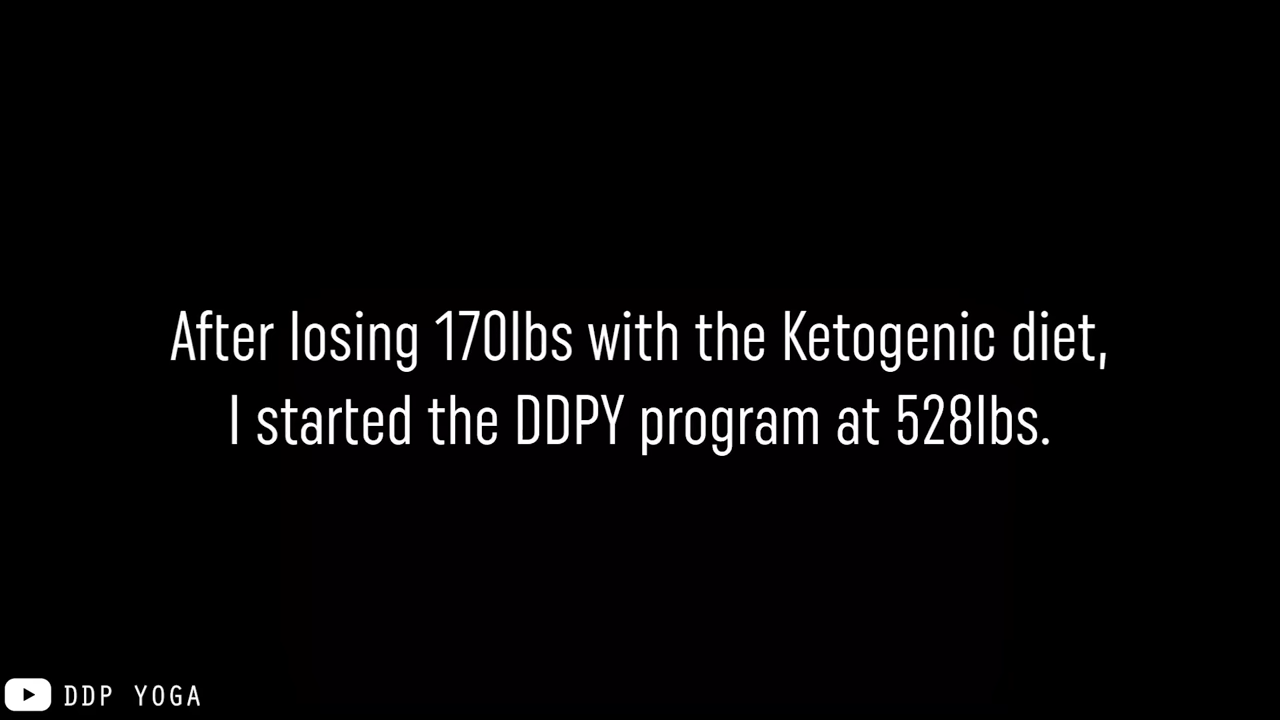 After losing 170lbs with the Ketogenic diet,
I started the DDPY program at 528lbs.
DDP YOGA